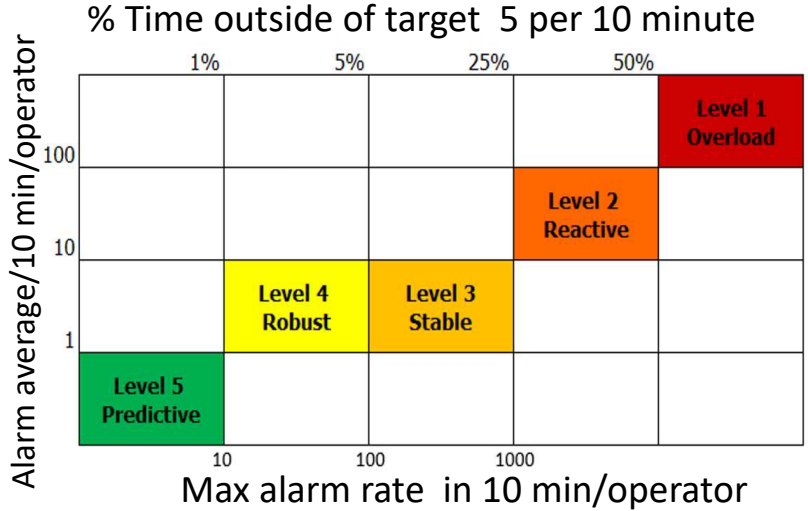 % Time outside of target 5 per 10 minute
1%
5%
25%
50%
Alarm average/10 min/operator
100
10
1
Level 1
Overload
Level 2
Reactive
Level 4
Robust
Level 3
Stable
Level 5
Predictive
10
100
1000
Max alarm rate in 10 min/operator